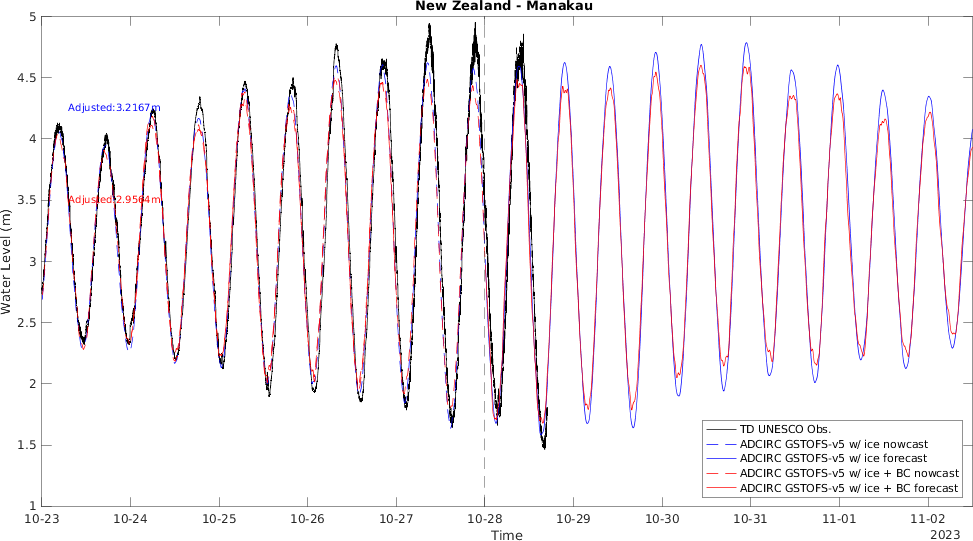 New Zealand - Manakau
5
4.5
Adjusted:3.2167m
4
3.5
Adjusted:2.9564m
3
2.5
2
1.5
1
Water Level (m)
TD UNESCO Obs.
ADCIRC GSTOFS-v5 w/ ice nowcast
ADCIRC GSTOFS-v5 w/ ice forecast
ADCIRC GSTOFS-v5 w/ ice + BC nowcast
ADCIRC GSTOFS-v5 w/ ice + BC forecast
10-23 10-24 10-25 10-26 10-27 10-28 10-29 10-30 10-31 11-01 11-02
Time
2023